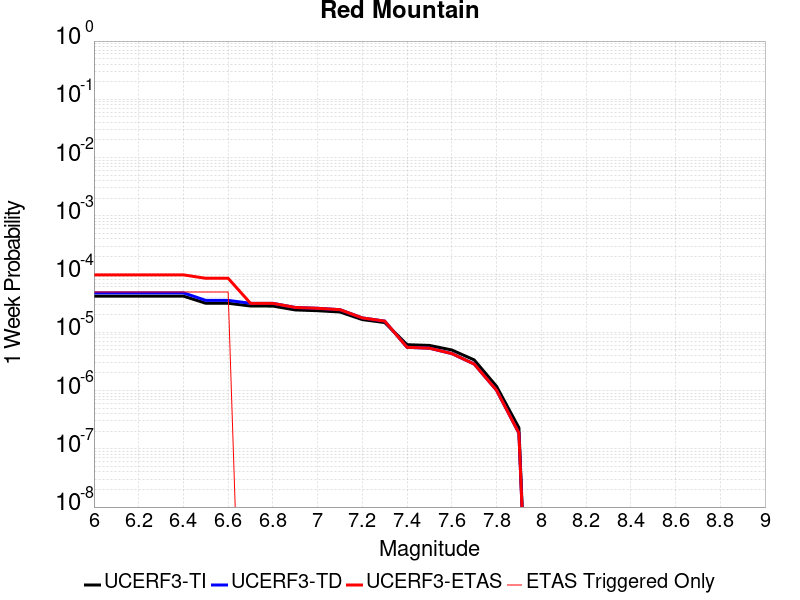 Red Mountain
10^0
10^-1
10^-2
10^-3
10^-4
10^-5
10^-6
10^-7
10^-8
1 Week Probability
6 6.2 6.4 6.6 6.8 7 7.2 7.4 7.6 7.8 8 8.2 8.4 8.6 8.8 9
Magnitude
UCERF3-TI UCERF3-TD UCERF3-ETAS ETAS Triggered Only